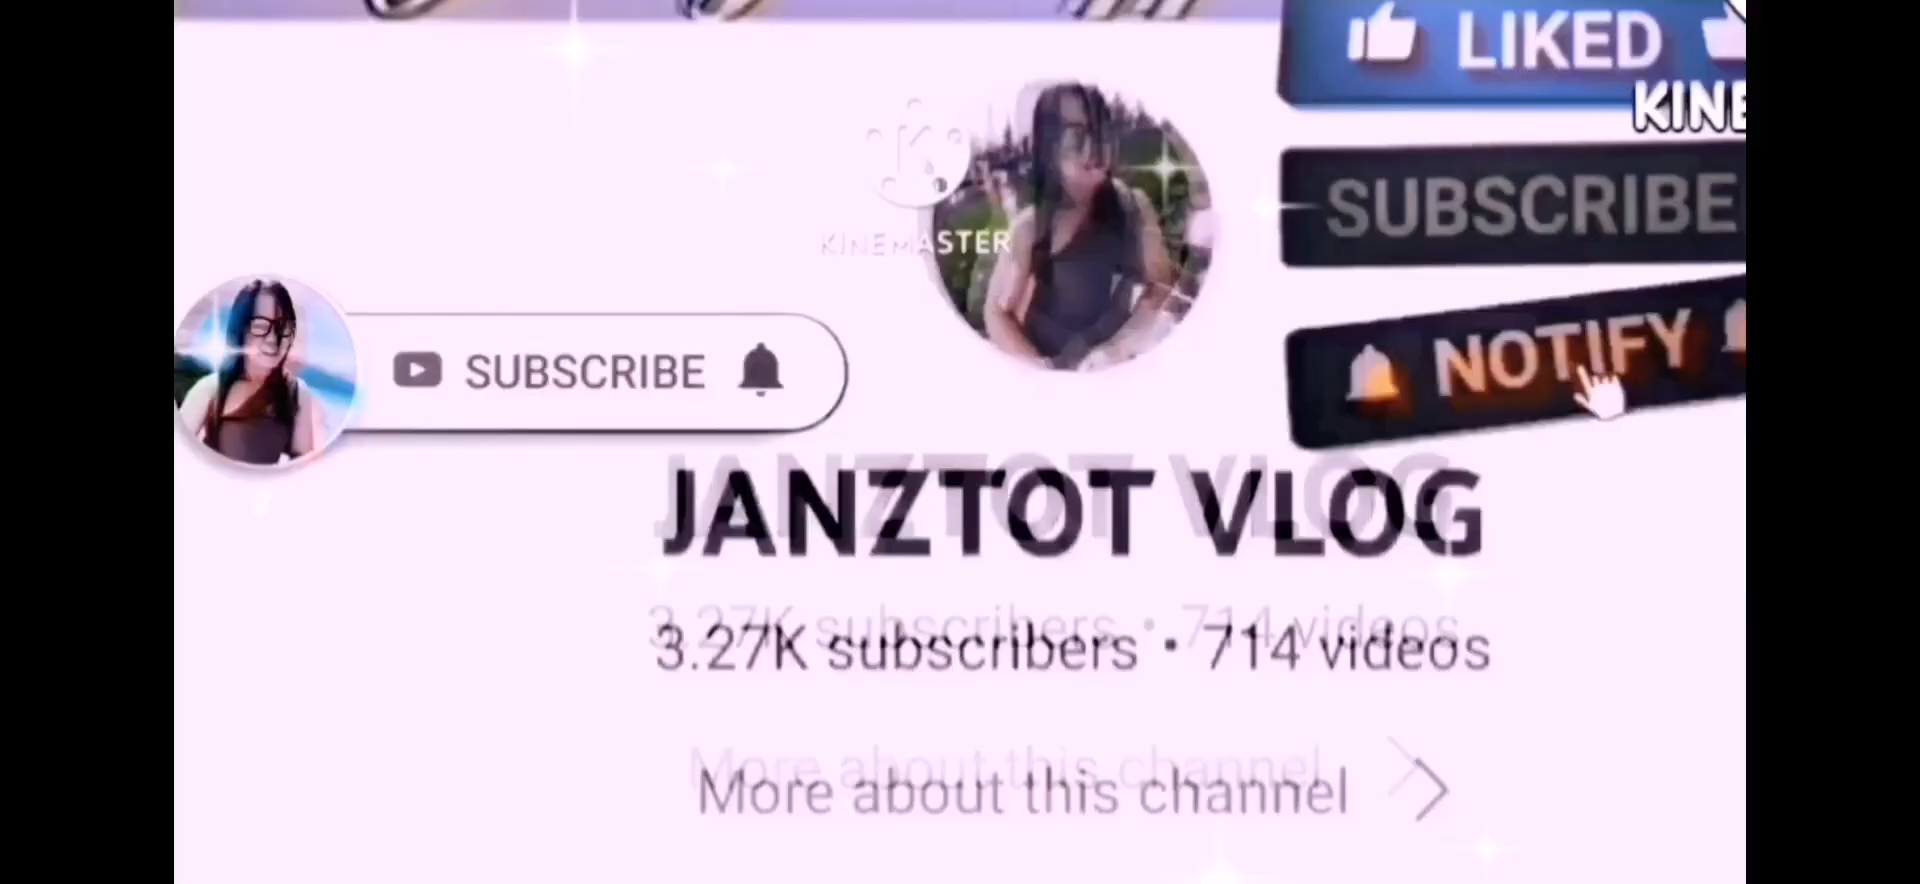 LIKED
KINE
KINEMASTER
SUBSCRIBE
NOTIFY
SUBSCRIBE
JANZTOT VLOG
3.27K subscribers • 714 videos
More about this channel